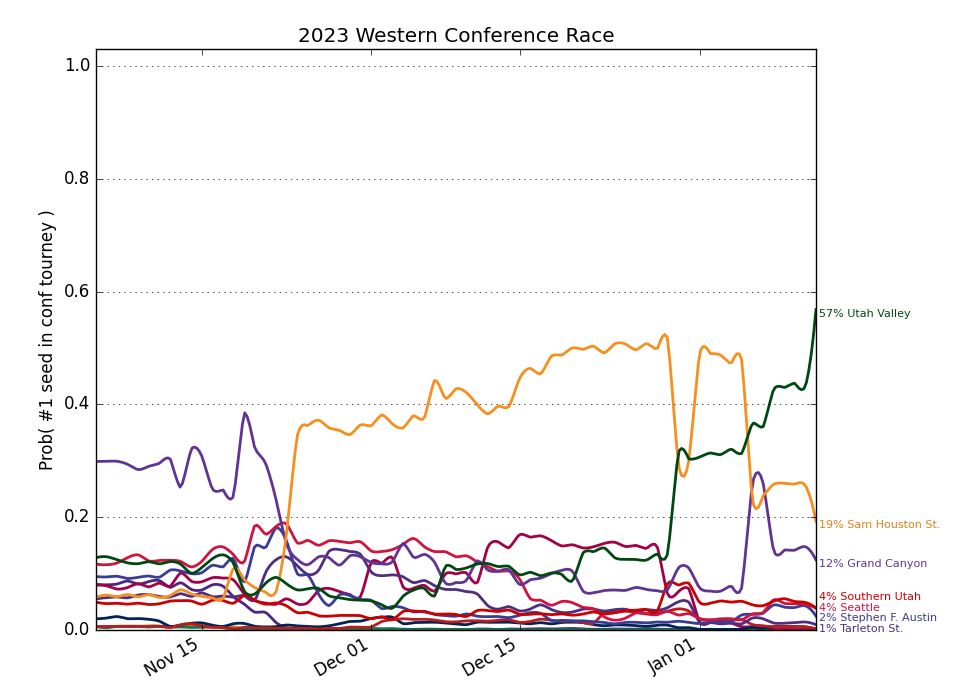 2023 Western Conference Race
Prob( #1 seed in conf tourney )
1.0
0.8
0.6
0.4
0.2
0.0
Nov 15
Dec 01
Dec 15
Jan 01
57% Utah Valley
19% Sam Houston St.
12% Grand Canyon
4% Southern Utah
4% Seattle
2% Stephen F. Austin
1% Tarleton St.